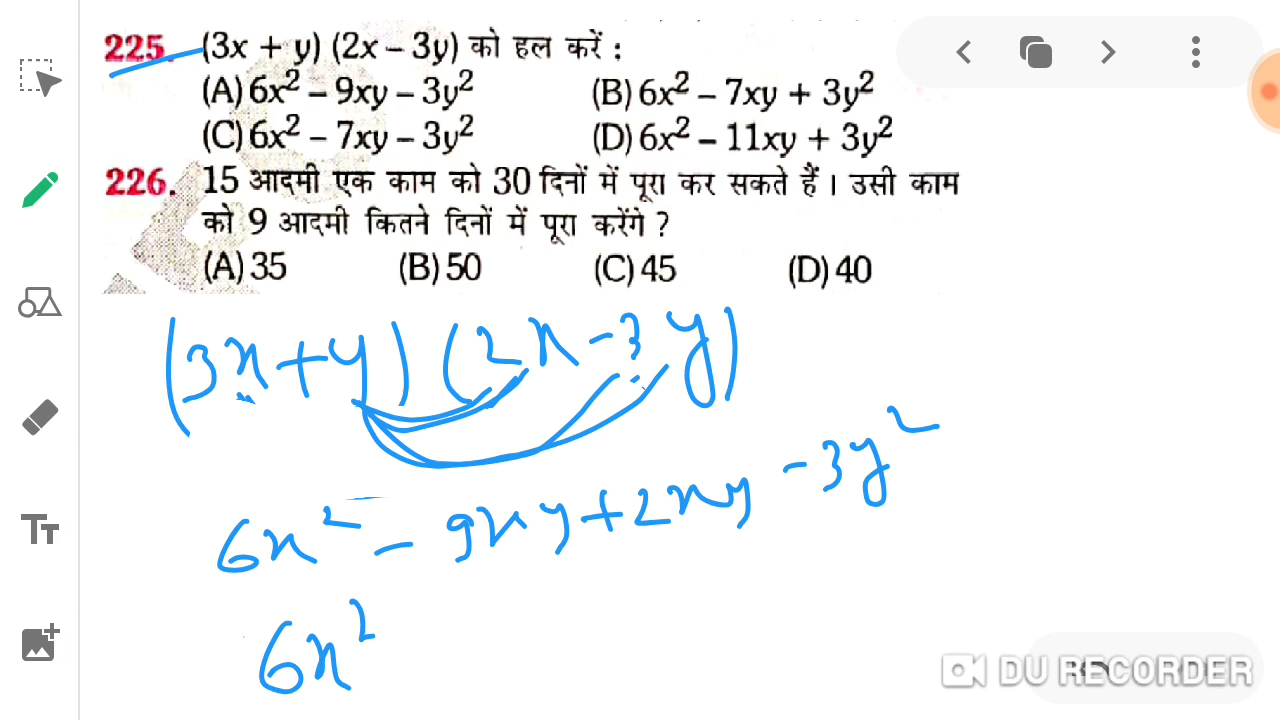 225. (3x + y) (2x – 3y) को हल करें :
(A) 6x² – 9xy – 3y² (B) 6x² – 7xy + 3y²
(C) 6x² – 7xy – 3y² (D) 6x² – 11xy + 3y²
226. 15 आदमी एक काम को 30 दिनों में पूरा कर सकते हैं। उसी काम
को 9 आदमी कितने दिनों में पूरा करेंगे ?
(A) 35 (B) 50 (C) 45 (D) 40
(3x+y) (2x-3y)
6x² - 9xy+2xy -3y²
6x²
Tт
DU RECORDER